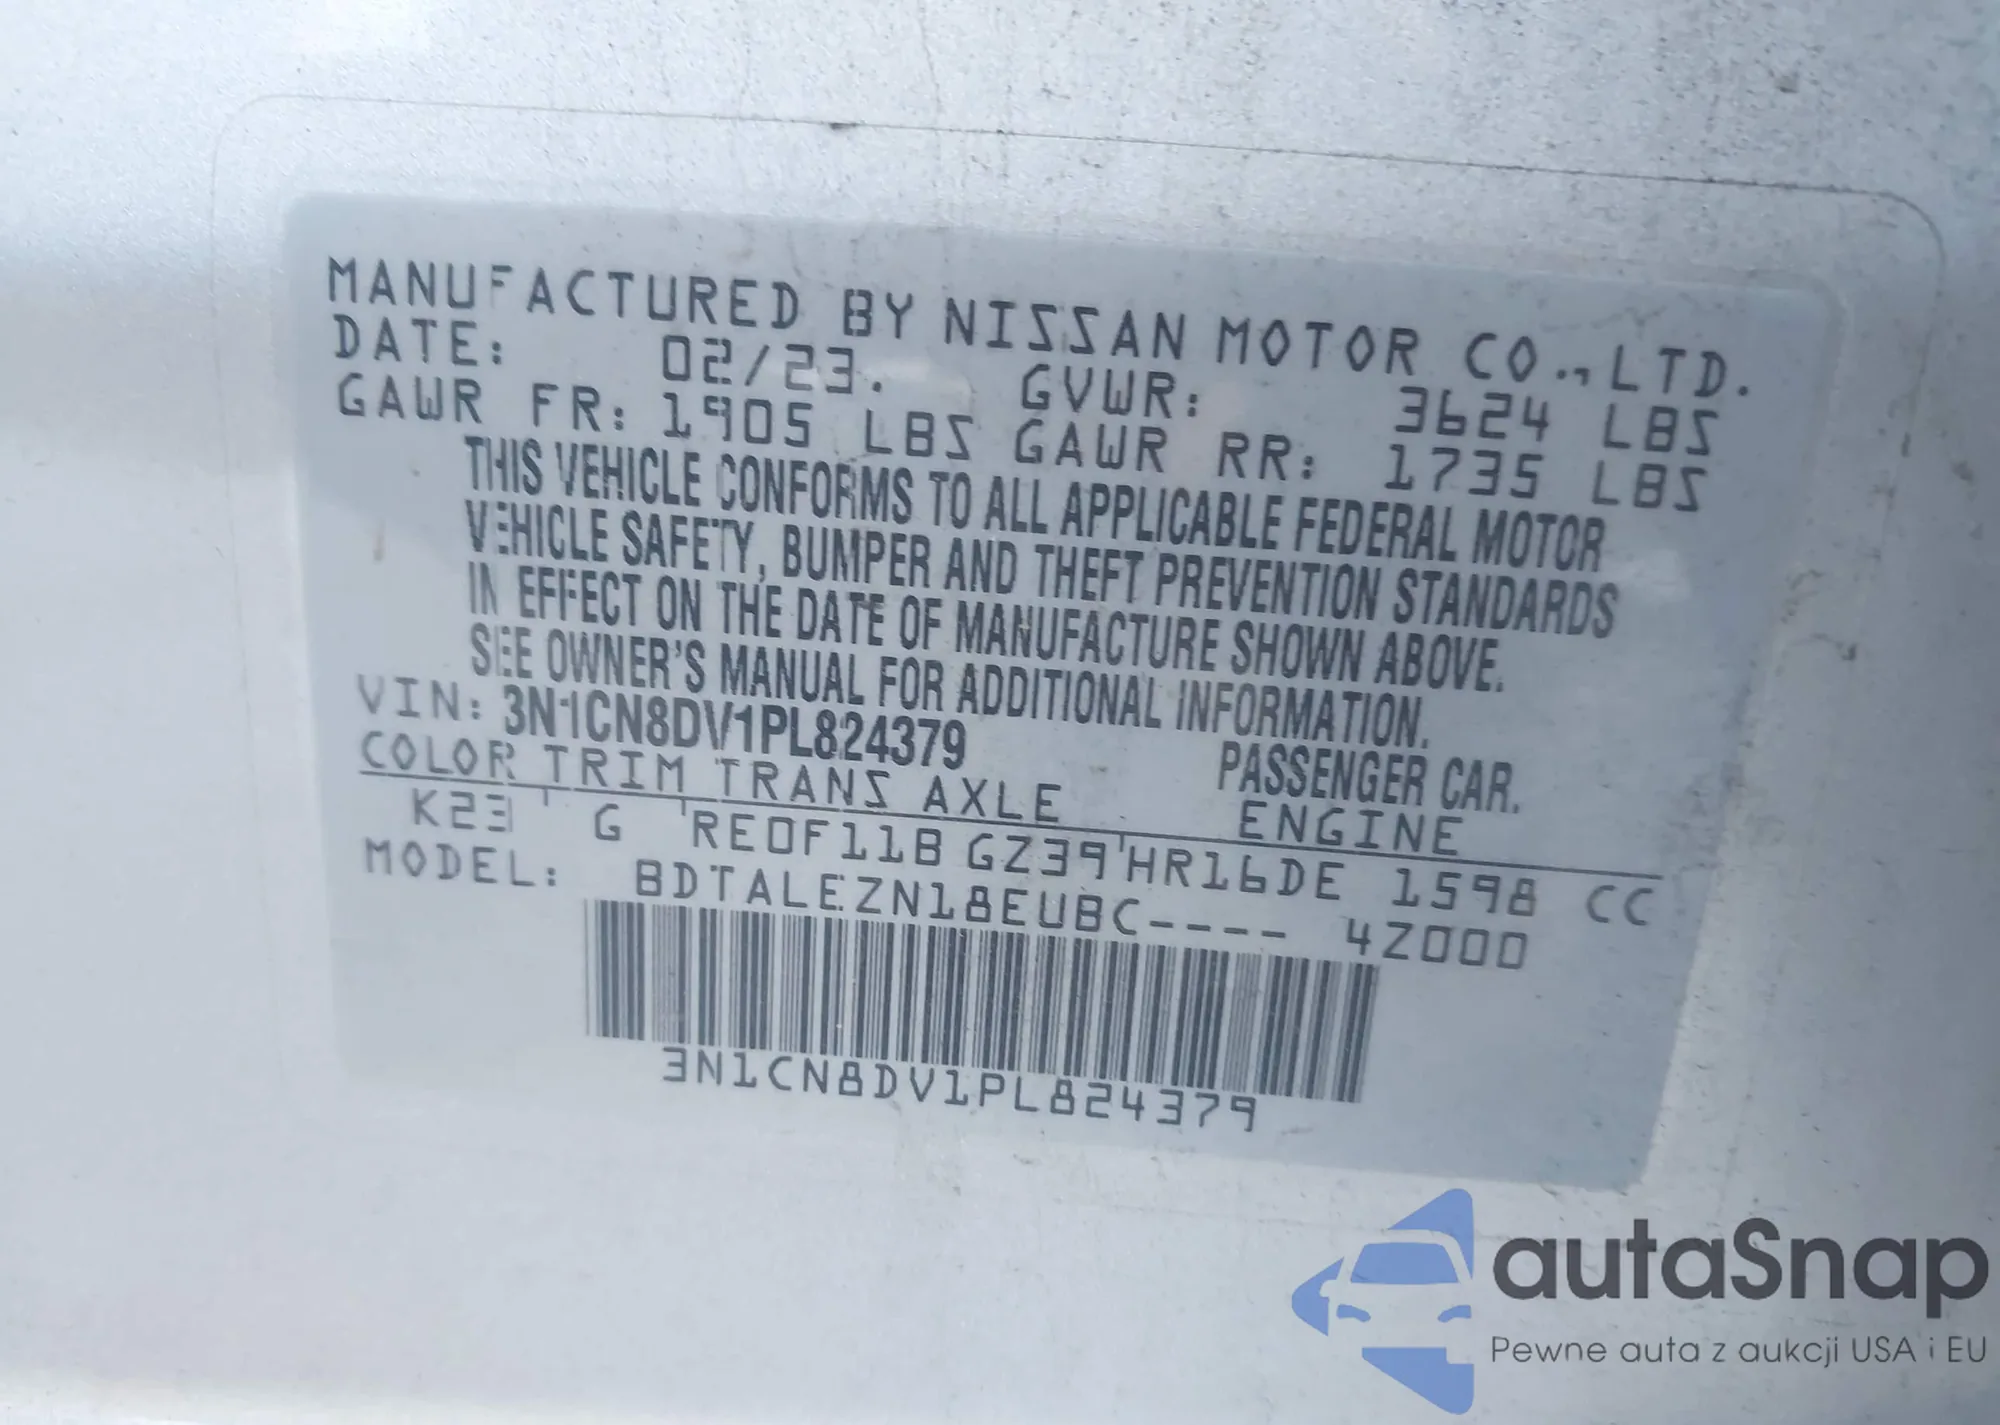 MANUFACTURED BY NISSAN MOTOR CO.,LTD.
DATE: 02/23. GVWR: 3624 LBS
GAWR FR: 1905 LBS GAWR RR: 1735 LBS
THIS VEHICLE CONFORMS TO ALL APPLICABLE FEDERAL MOTOR
VEHICLE SAFETY, BUMPER AND THEFT PREVENTION STANDARDS
IN EFFECT ON THE DATE OF MANUFACTURE SHOWN ABOVE.
SEE OWNER'S MANUAL FOR ADDITIONAL INFORMATION.
VIN: 3N1CN8DV1PL824379 PASSENGER CAR.
COLOR TRIM TRANS AXLE ENGINE
K23 G RE0F11B GZ39 HR16DE 1598 CC
MODEL: BDTALEZN18EUBC---- 4Z000
3N1CN8DV1PL824379
autaSnap
Pewne auta z aukcji USA i EU